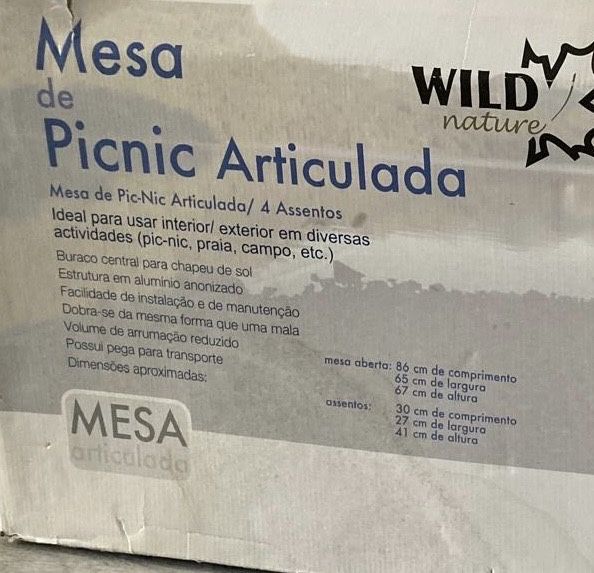 Mesa
de
Picnic Articulada
WILD
nature
Mesa de Pic-Nic Articulada/ 4 Assentos
Ideal para usar interior/ exterior em diversas
actividades (pic-nic, praia, campo, etc.)
Buraco central para chapeu de sol
Estrutura em aluminio anonizado
Facilidade de instalação e de manutenção
Dobra-se da mesma forma que uma mala
Volume de arrumação reduzido
Possui pega para transporte
Dimensões aproximadas:
mesa aberta: 86 cm de comprimento
65 cm de largura
67 cm de altura
assentos: 30 cm de comprimento
27 cm de largura
41 cm de altura
MESA
articulada